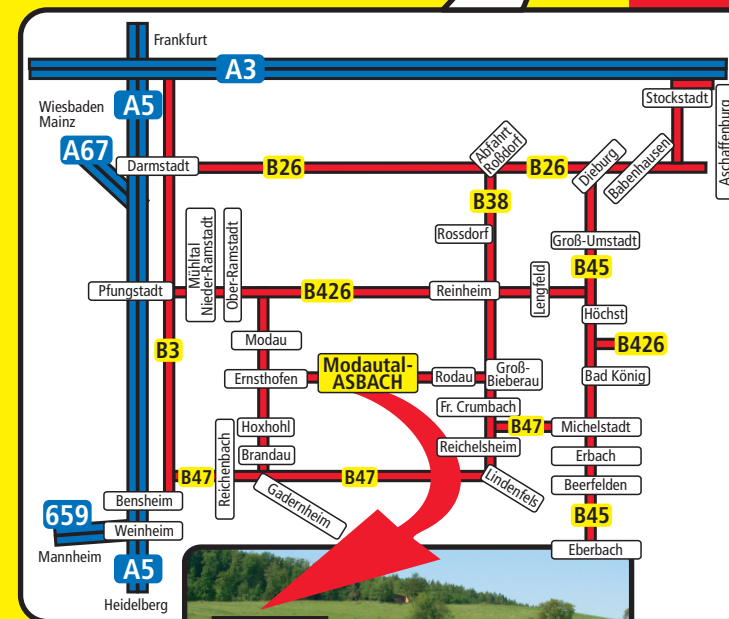 Frankfurt
A3
Wiesbaden
Mainz
A5
Stockstadt
Aschaffenburg
A67
Darmstadt
B26
Abfahrt
Roßdorf
B26
Dieburg
Babenhausen
B38
Rossdorf
Groß-Umstadt
Mühltal
Nieder-Ramstadt
Ober-Ramstadt
B45
Pfungstadt
B426
Reinheim
Lengfeld
Höchst
Modau
B3
B426
Modautal-
ASBACH
Ernsthofen
Rodau
Groß-
Bieberau
Bad König
Fr. Crumbach
Hoxhohl
B47
Michelstadt
Reichenbach
Brandau
Reichelsheim
Erbach
B47
B47
Lindenfels
Beerfelden
Gadernheim
Bensheim
659
B45
Weinheim
Mannheim
Eberbach
A5
Heidelberg